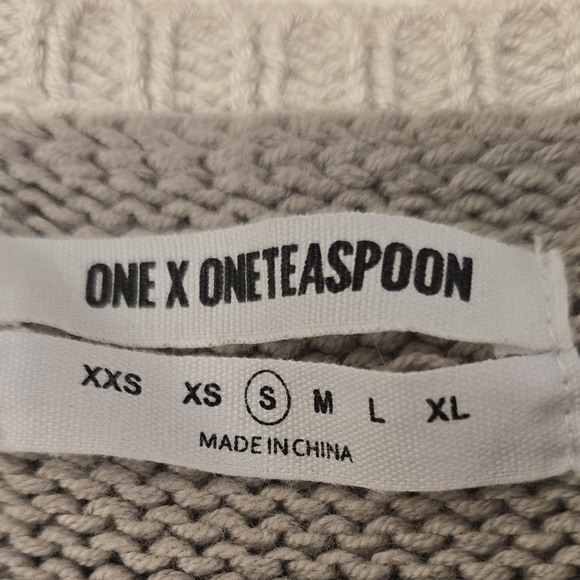 ONE X ONETEASPOON
XXS XS S M L XL
MADE IN CHINA